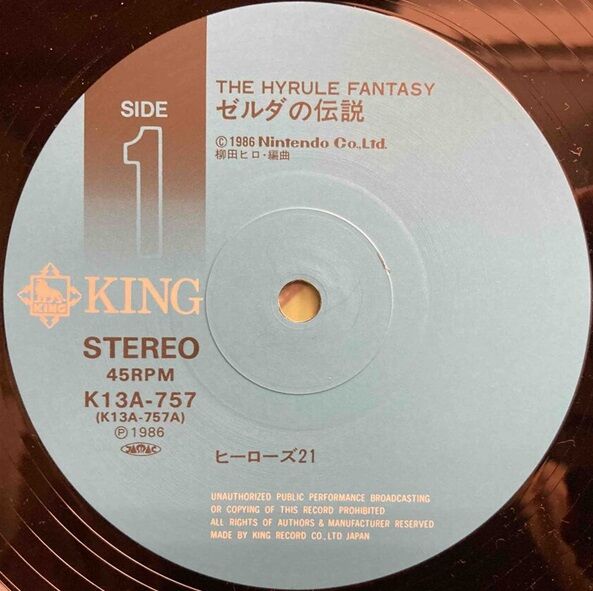 THE HYRULE FANTASY
ゼルダの伝説
SIDE
1
©1986 Nintendo Co.,Ltd.
柳田ヒロ・編曲
KING
KING
STEREO
45RPM
K13A-757
(K13A-757A)
Ⓟ1986
JASRAC
ヒーローズ21
UNAUTHORIZED PUBLIC PERFORMANCE BROADCASTING
OR COPYING OF THIS RECORD PROHIBITED
ALL RIGHTS OF AUTHORS & MANUFACTURER RESERVED
MADE BY KING RECORD CO., LTD JAPAN